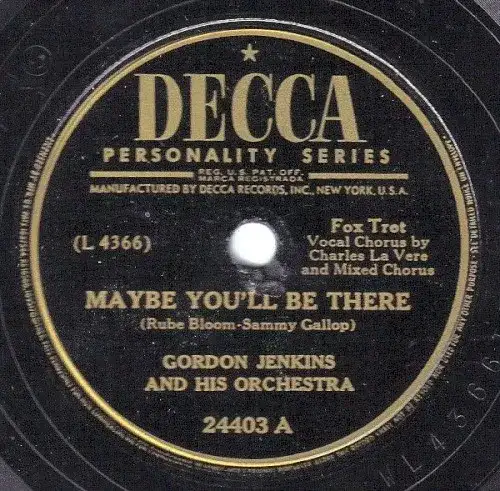 DECCA
PERSONALITY SERIES
REG. U.S. PAT. OFF.
MARCA REGISTRADA
MANUFACTURED BY DECCA RECORDS, INC., NEW YORK, U.S.A.
(L 4366)
Fox Trot
Vocal Chorus by
Charles La Vere
and Mixed Chorus
MAYBE YOU'LL BE THERE
(Rube Bloom-Sammy Gallop)
GORDON JENKINS
AND HIS ORCHESTRA
24403 A
WL 4366